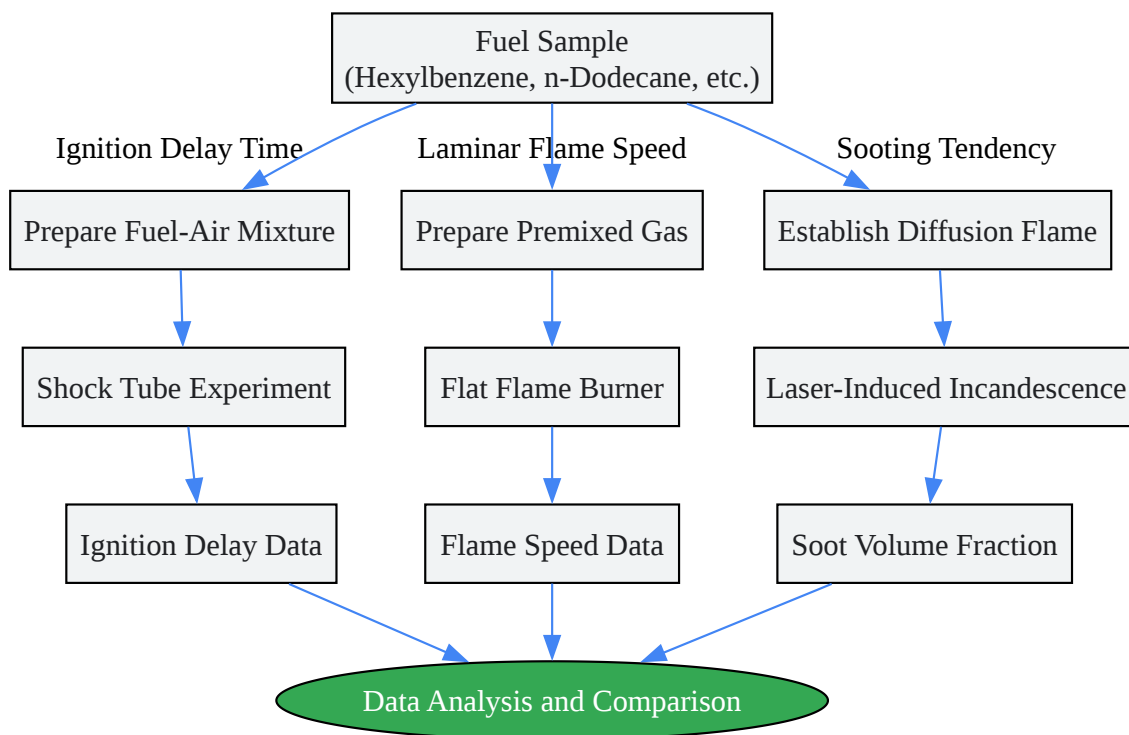 Fuel Sample
(Hexylbenzene, n-Dodecane, etc.)
Ignition Delay Time
Laminar Flame Speed
Sooting Tendency
Prepare Fuel-Air Mixture
Prepare Premixed Gas
Establish Diffusion Flame
Shock Tube Experiment
Flat Flame Burner
Laser-Induced Incandescence
Ignition Delay Data
Flame Speed Data
Soot Volume Fraction
Data Analysis and Comparison